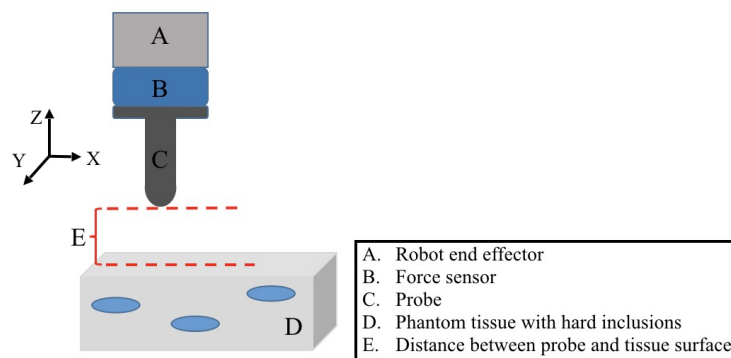 A
B
Z
Y
X
C
E
D
A. Robot end effector
B. Force sensor
C. Probe
D. Phantom tissue with hard inclusions
E. Distance between probe and tissue surface